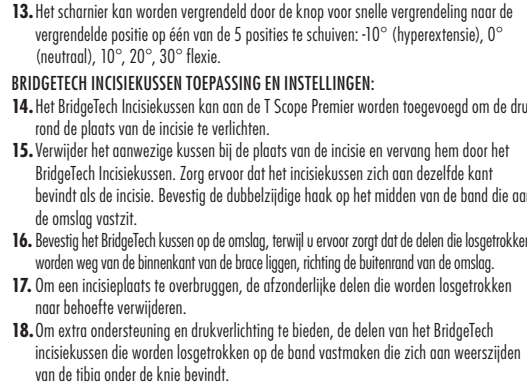 13. Het scharnier kan worden vergrendeld door de knop voor snelle vergrendeling naar de
vergrendelde positie op één van de 5 posities te schuiven: -10° (hyperextensie), 0°
(neutraal), 10°, 20°, 30° flexie.
BRIDGETECH INCISIEKUSSEN TOEPASSING EN INSTELLINGEN:
14. Het BridgeTech Incisiekussen kan aan de T Scope Premier worden toegevoegd om de dru
rond de plaats van de incisie te verlichten.
15. Verwijder het aanwezige kussen bij de plaats van de incisie en vervang hem door het
BridgeTech Incisiekussen. Zorg ervoor dat het incisiekussen zich aan dezelfde kant
bevindt als de incisie. Bevestig de dubbelzijdige haak op het midden van de band die aan
de omslag vastzit.
16. Bevestig het BridgeTech kussen op de omslag, terwijl u ervoor zorgt dat de delen die losgetrokken
worden weg van de binnenkant van de brace liggen, richting de buitenrand van de omslag.
17. Om een incisieplaats te overbruggen, de afzonderlijke delen die worden losgetrokken
naar behoefte verwijderen.
18. Om extra ondersteuning en drukverlichting te bieden, de delen van het BridgeTech
incisiekussen die worden losgetrokken op de band vastmaken die zich aan weerszijden
van de tibia onder de knie bevindt.